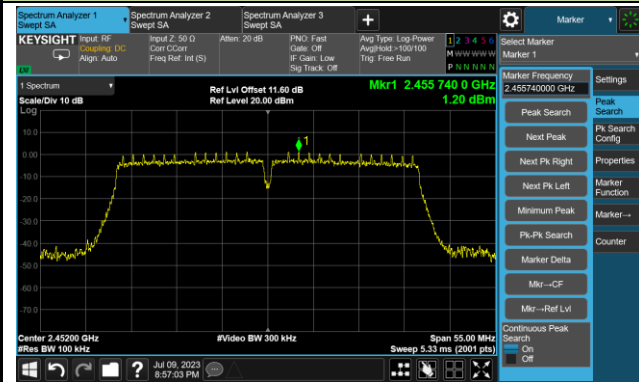 Spectrum Analyzer 1
Swept SA
Spectrum Analyzer 2
Swept SA
Spectrum Analyzer 3
Swept SA
+
Marker
KEYSIGHT
Input: RF
Coupling: DC
Align: Auto
Input Z: 50 Ω
Corr CCorr
Freq Ref: Int (S)
Atten: 20 dB
PNO: Fast
Gate: Off
IF Gain: Low
Sig Track: Off
Avg Type: Log-Power
Avg|Hold:>100/100
Trig: Free Run
1 2 3 4 5 6
M W W W W W
P N N N N N
Select Marker
Marker 1
1 Spectrum
Scale/Div 10 dB
Log
Ref Lvl Offset 11.60 dB
Ref Level 20.00 dBm
Mkr1 2.455 740 0 GHz
1.20 dBm
Marker Frequency
2.455740000 GHz
Settings
Peak Search
Peak
Search
Next Peak
Pk Search
Config
Next Pk Right
Properties
Next Pk Left
Marker
Function
Minimum Peak
Marker→
Pk-Pk Search
Counter
Marker Delta
Mkr→CF
Mkr→Ref Lvl
Continuous Peak
Search
On
Off
10.0
0.00
-10.0
-20.0
-30.0
-40.0
-50.0
-60.0
-70.0
1
Center 2.45200 GHz
#Res BW 100 kHz
#Video BW 300 kHz
Span 55.00 MHz
Sweep 5.33 ms (2001 pts)
?
Jul 09, 2023
8:57:03 PM